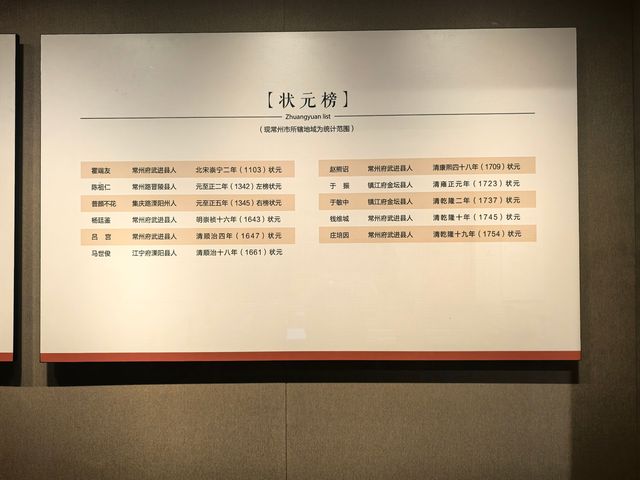 【状元榜】
Zhuangyuan list
(现常州市所辖地域为统计范围)
霍端友 常州府武进县人 北宋崇宁二年(1103)状元
陈祖仁 常州路晋陵县人 元至正二年(1342)左榜状元
普颜不花 集庆路溧阳州人 元至正五年(1345)右榜状元
杨廷鉴 常州府武进县人 明崇祯十六年(1643)状元
吕 宫 常州府武进县人 清顺治四年(1647)状元
马世俊 江宁府溧阳县人 清顺治十八年(1661)状元
赵熊诏 常州府武进县人 清康熙四十八年(1709)状元
于 振 镇江府金坛县人 清雍正元年(1723)状元
于敏中 镇江府金坛县人 清乾隆二年(1737)状元
钱维城 常州府武进县人 清乾隆十年(1745)状元
庄培因 常州府武进县人 清乾隆十九年(1754)状元